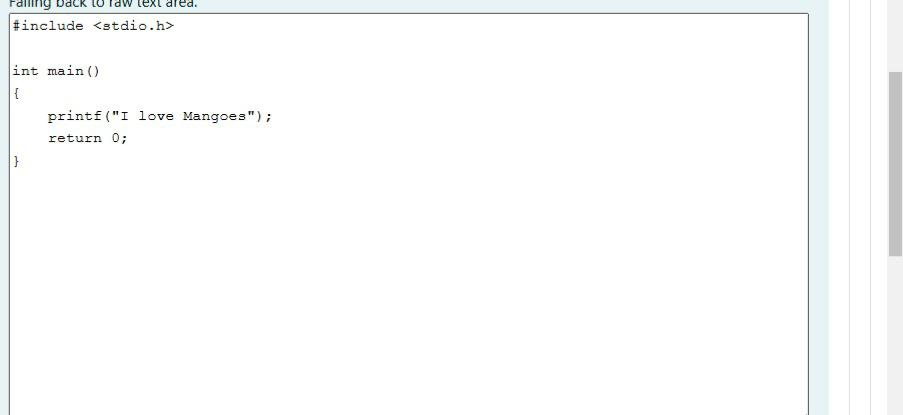 Falling back to raw text area.
#include <stdio.h>
int main()
{
    printf("I love Mangoes");
    return 0;
}